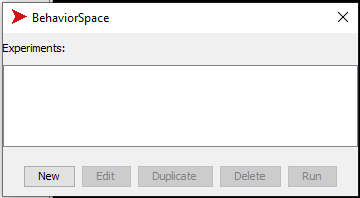 BehaviorSpace
Experiments:
New Edit Duplicate Delete Run